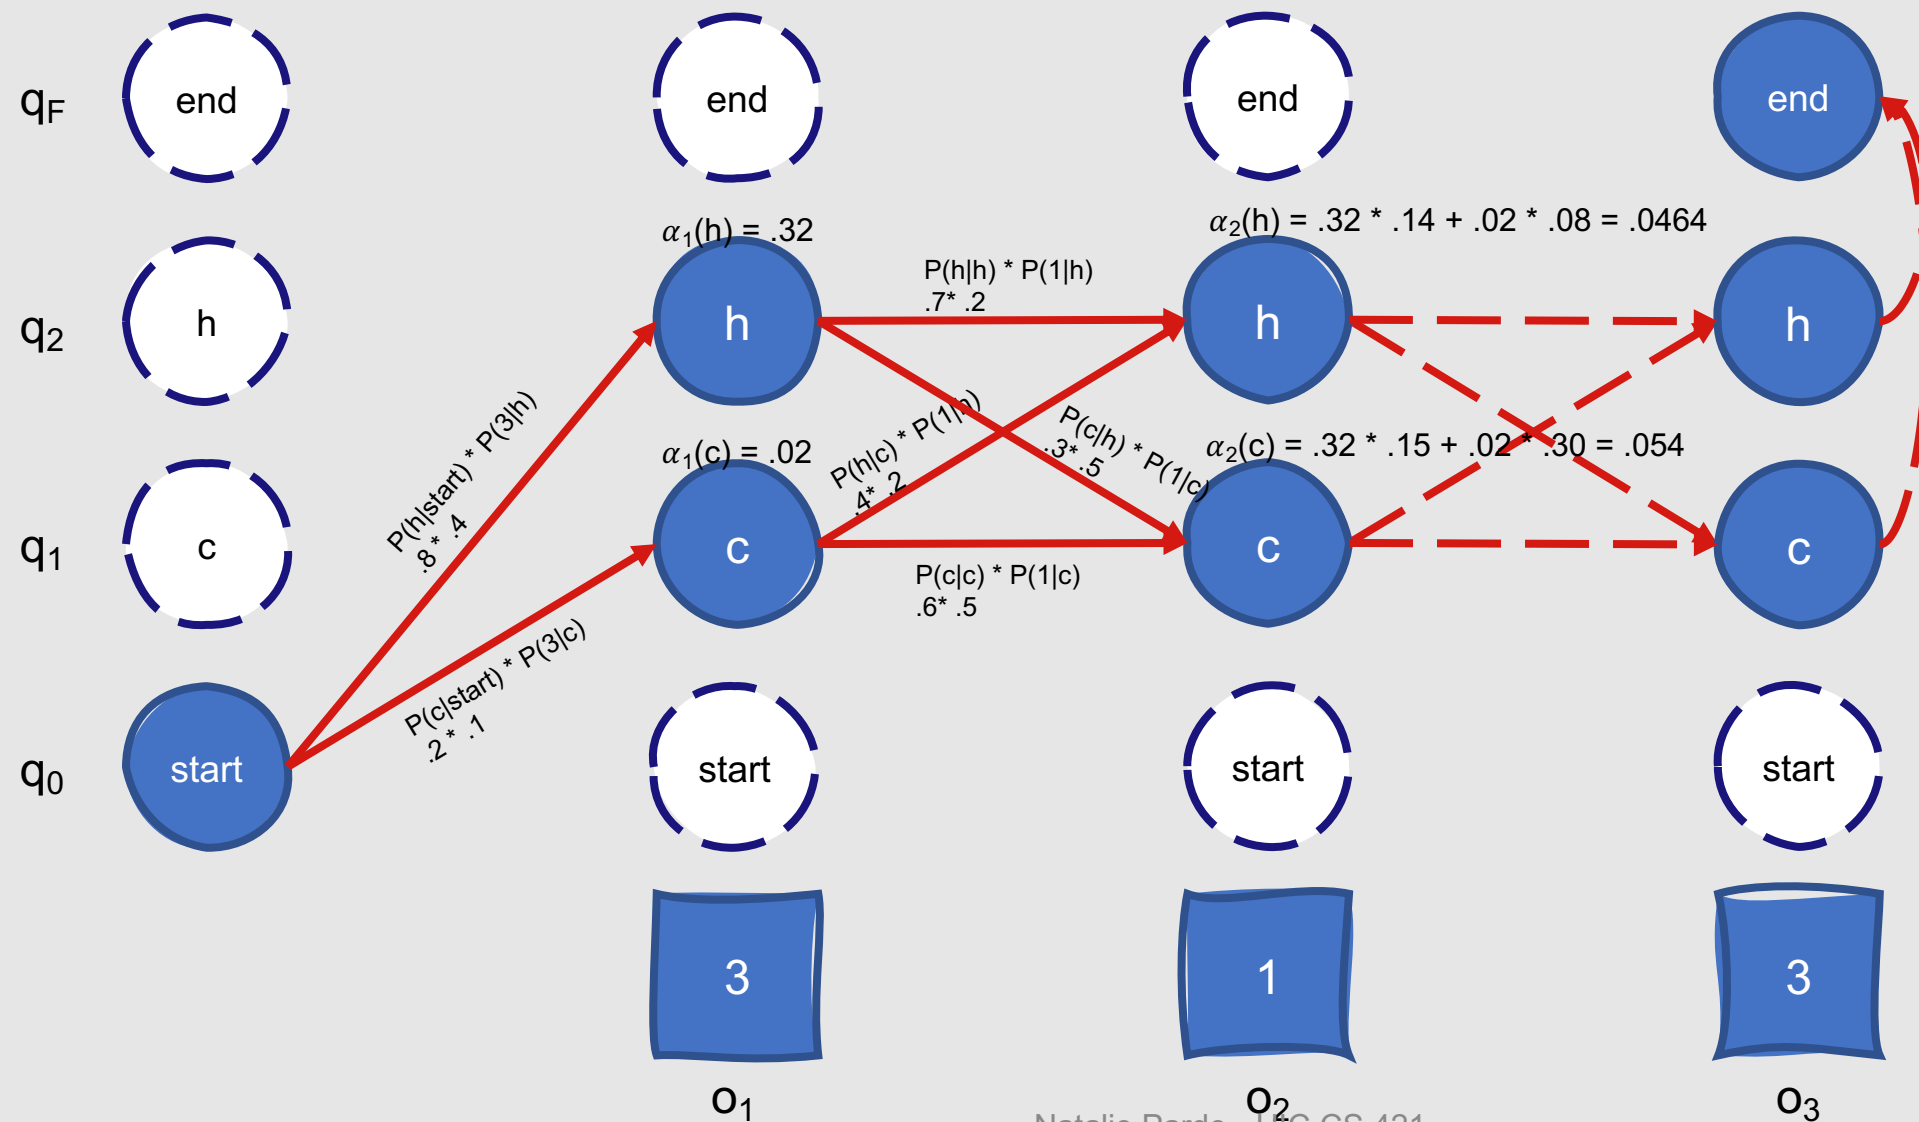 q_F
end
end
end
end
α₁(h) = .32
α₂(h) = .32 * .14 + .02 * .08 = .0464
q₂
h
h
h
h
P(h|h) * P(1|h)
.7* .2
P(h|start) * P(3|h)
.8 * .4
P(h|c) * P(1|h)
.4* .2
P(c|h) * P(1|c)
.3* .5
α₁(c) = .02
α₂(c) = .32 * .15 + .02 * .30 = .054
q₁
c
c
c
c
P(c|c) * P(1|c)
.6* .5
P(c|start) * P(3|c)
.2 * .1
q₀
start
start
start
start
3
1
3
o₁
o₂
o₃